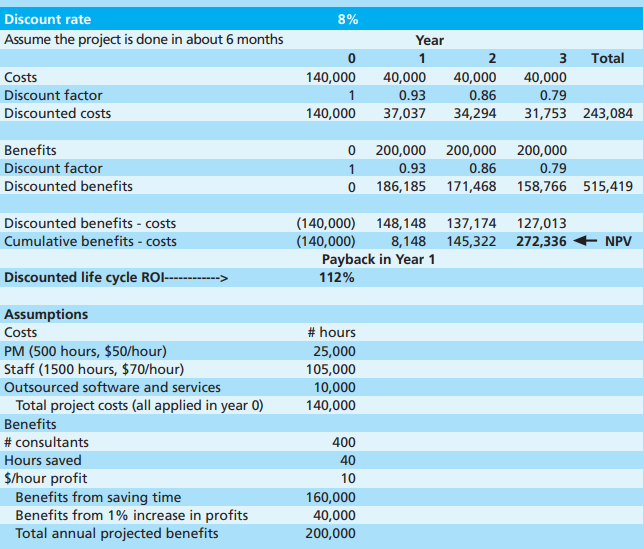 Discount rate 8%
Assume the project is done in about 6 months Year
0 1 2 3 Total
Costs 140,000 40,000 40,000 40,000
Discount factor 1 0.93 0.86 0.79
Discounted costs 140,000 37,037 34,294 31,753 243,084
Benefits 0 200,000 200,000 200,000
Discount factor 1 0.93 0.86 0.79
Discounted benefits 0 186,185 171,468 158,766 515,419
Discounted benefits - costs (140,000) 148,148 137,174 127,013
Cumulative benefits - costs (140,000) 8,148 145,322 272,336 ← NPV
Payback in Year 1
Discounted life cycle ROI------------> 112%
Assumptions
Costs # hours
PM (500 hours, $50/hour) 25,000
Staff (1500 hours, $70/hour) 105,000
Outsourced software and services 10,000
Total project costs (all applied in year 0) 140,000
Benefits
# consultants 400
Hours saved 40
$/hour profit 10
Benefits from saving time 160,000
Benefits from 1% increase in profits 40,000
Total annual projected benefits 200,000